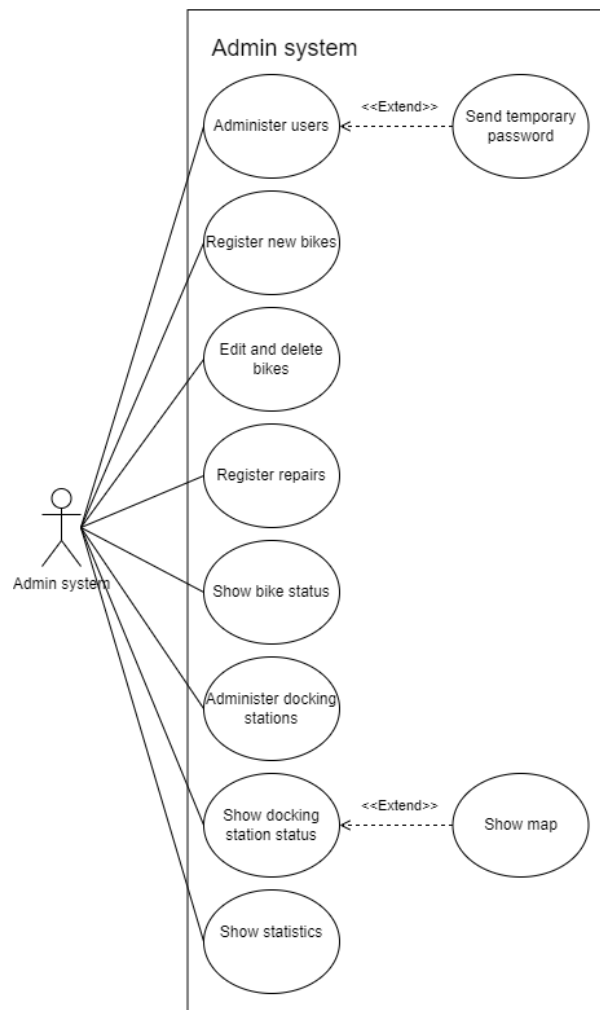 Admin system
Administer users
<<Extend>>
Send temporary
password
Register new bikes
Edit and delete
bikes
Register repairs
Admin system
Show bike status
Administer docking
stations
Show docking
station status
<<Extend>>
Show map
Show statistics